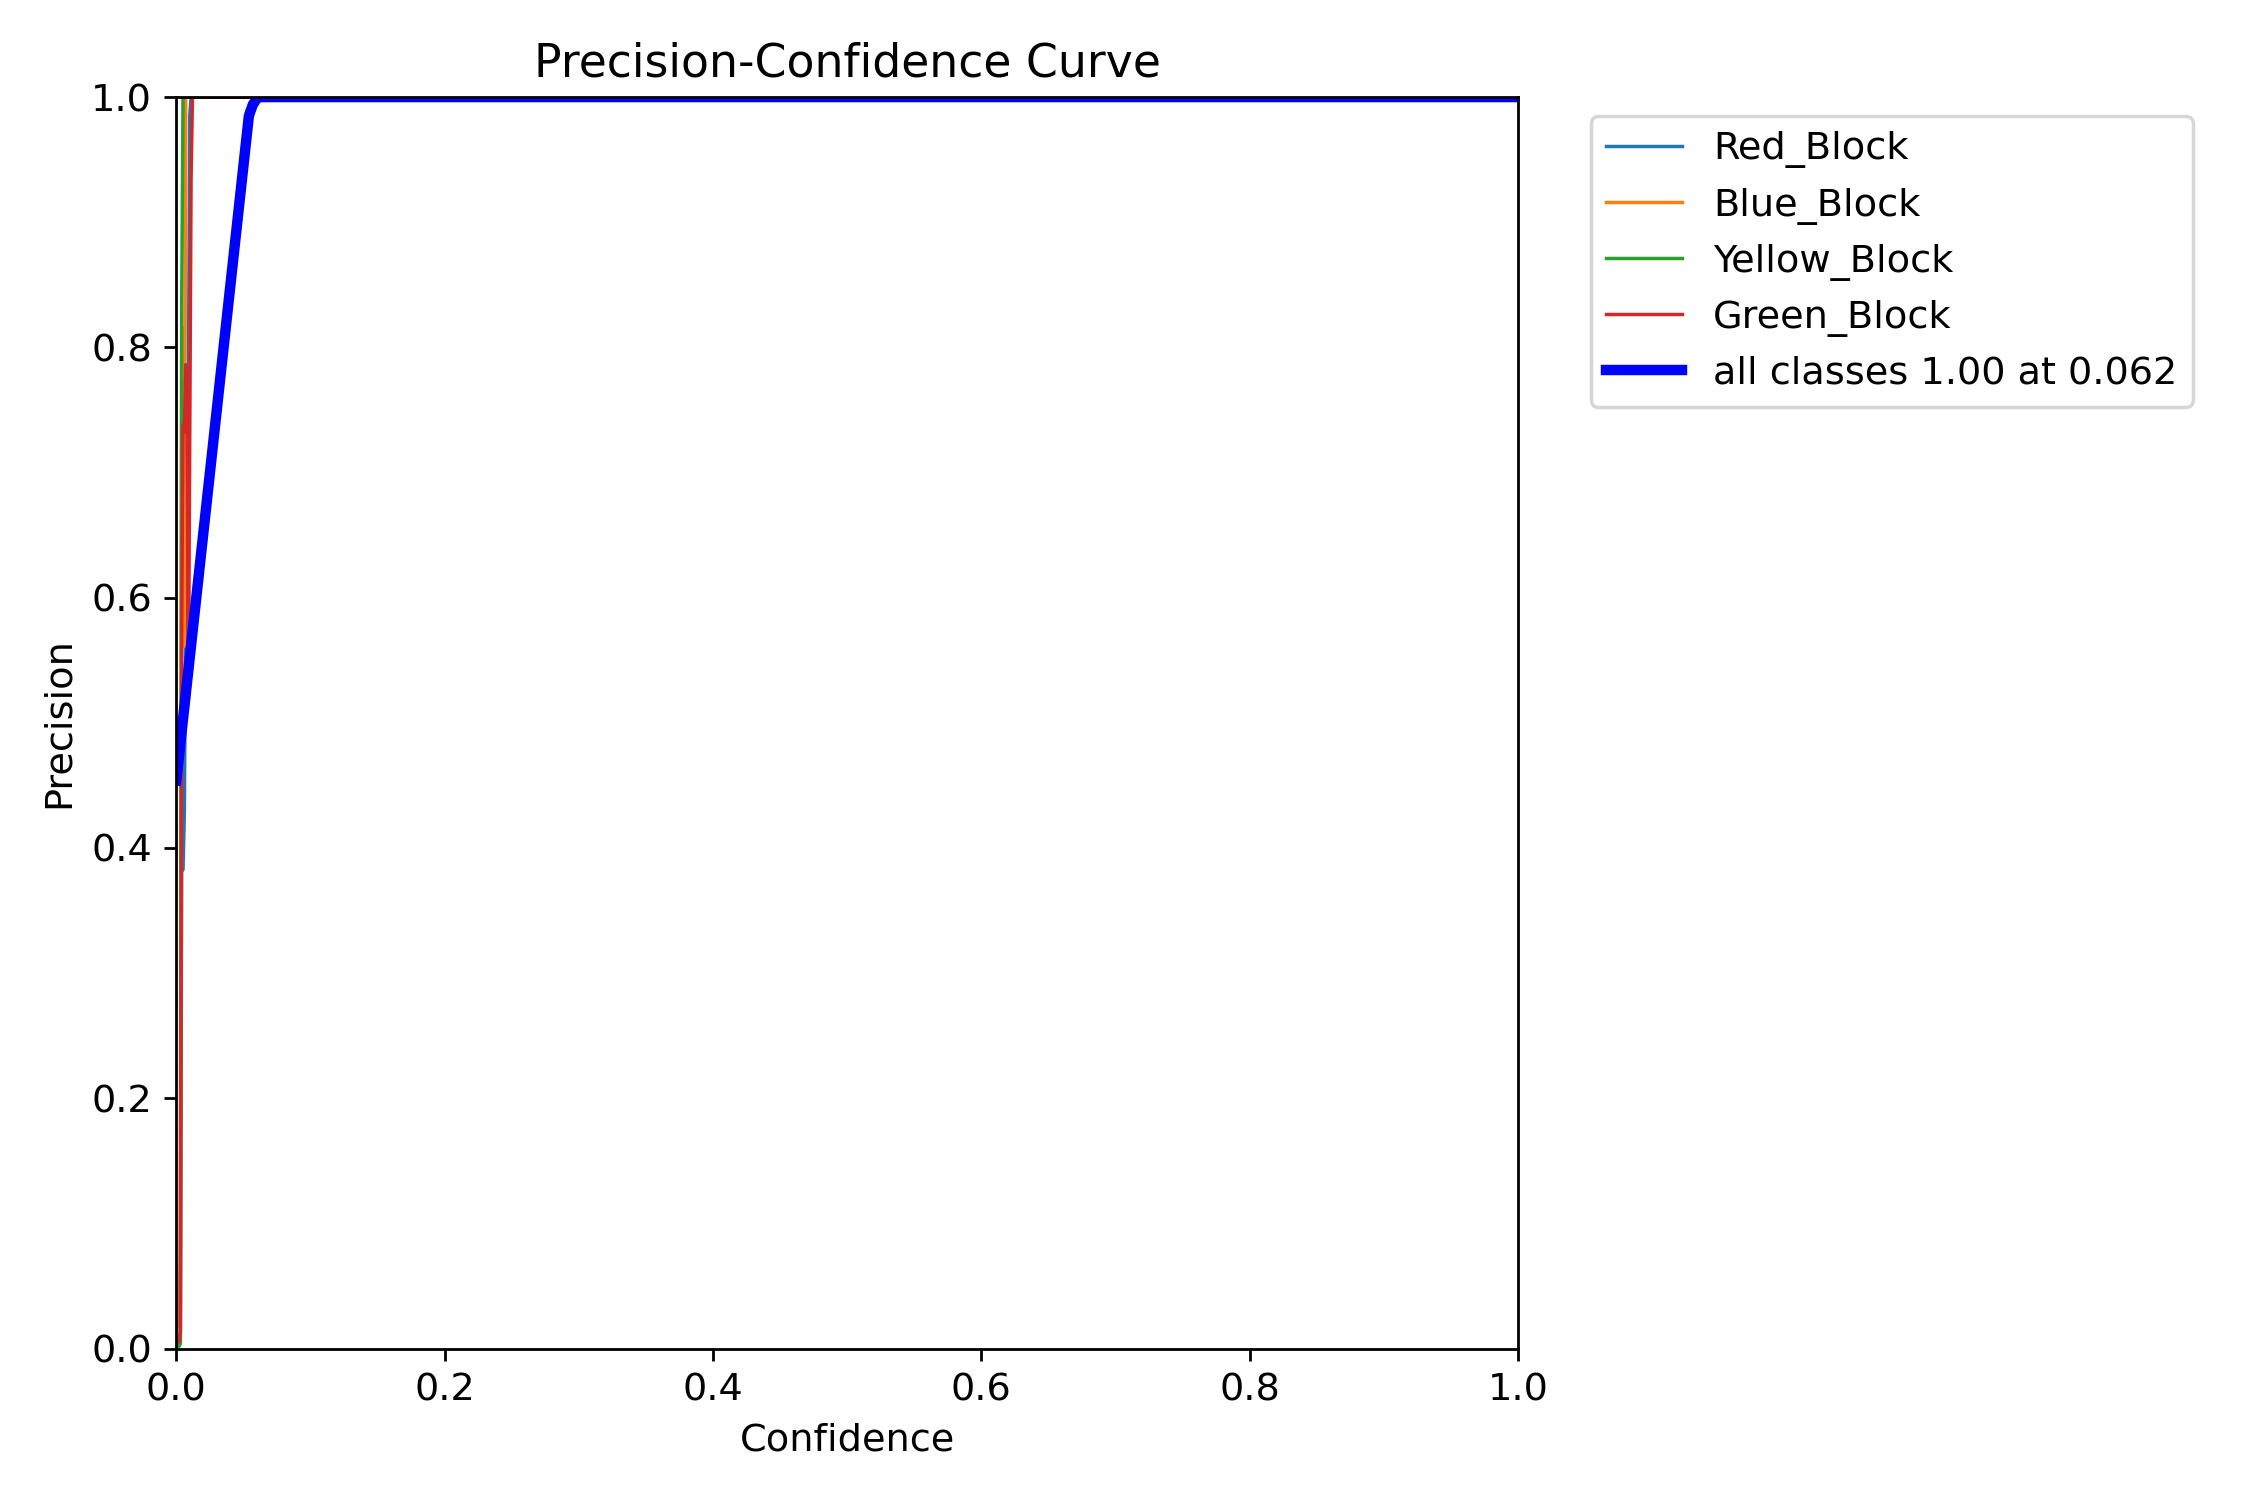 Precision-Confidence Curve
1.0
0.8
0.6
0.4
0.2
0.0
Precision
0.0 0.2 0.4 0.6 0.8 1.0
Confidence
Red_Block
Blue_Block
Yellow_Block
Green_Block
all classes 1.00 at 0.062